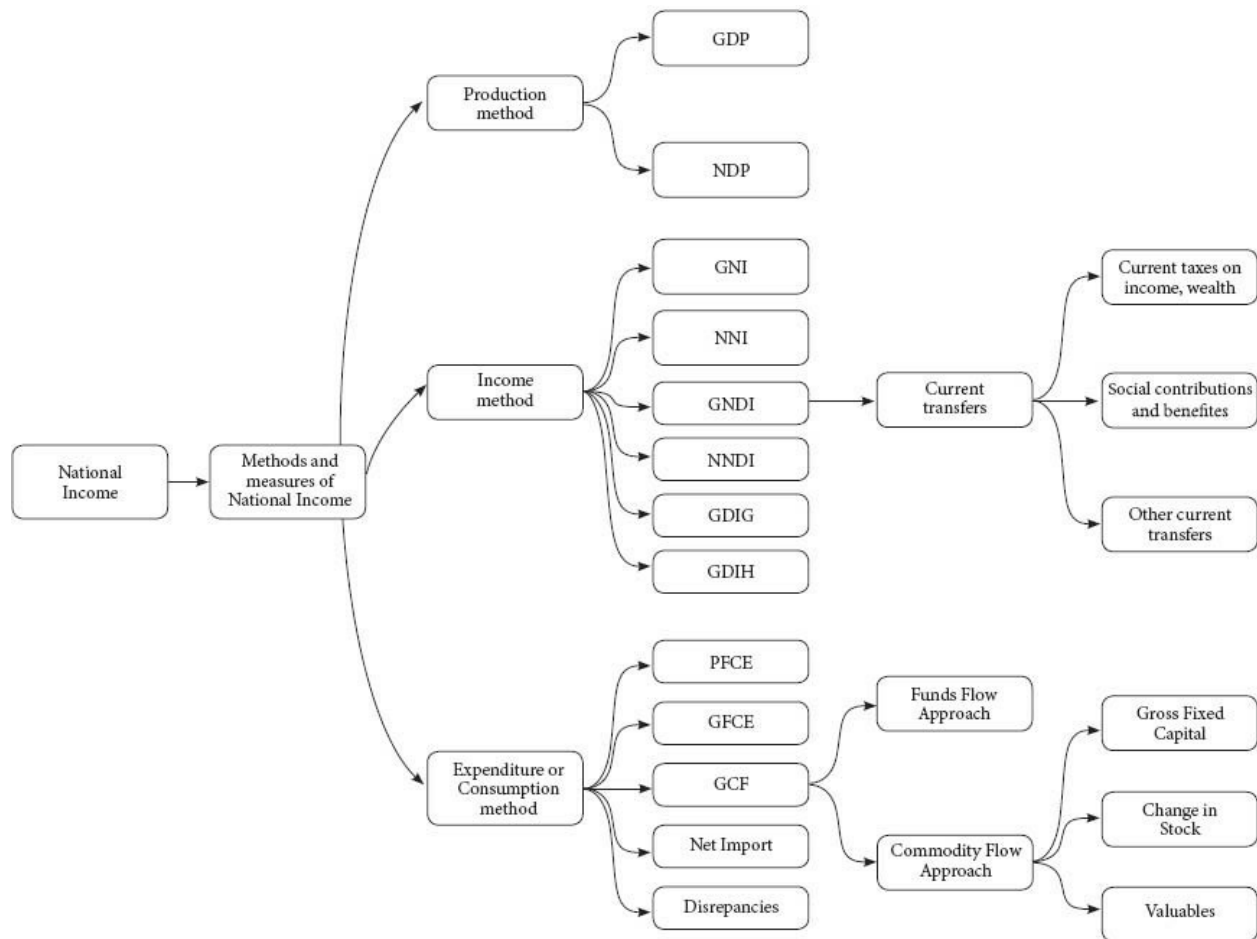 National
Income
Methods and
measures of
National Income
Production
method
GDP
NDP
Income
method
GNI
NNI
GNDI
NNDI
GDIG
GDIH
Current
transfers
Current taxes on
income, wealth
Social contributions
and benefites
Other current
transfers
Expenditure or
Consumption
method
PFCE
GFCE
GCF
Net Import
Disrepancies
Funds Flow
Approach
Commodity Flow
Approach
Gross Fixed
Capital
Change in
Stock
Valuables